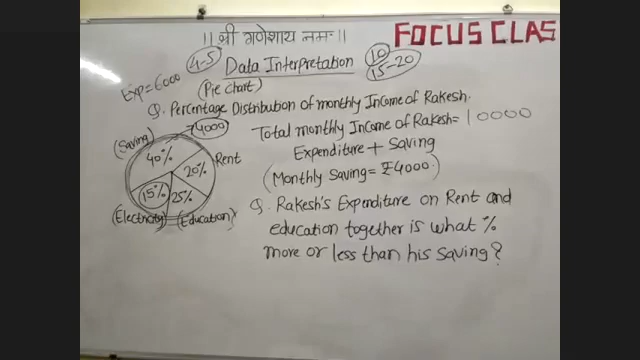 ।। श्री गणेशाय नमः ।।
FOCUS CLAS
Exp=6000
4-5
Data Interpretation
10
15-20
(Pie chart)
Q. Percentage Distribution of monthly Income of Rakesh.
4000
Total monthly Income of Rakesh= 10000
(Saving)
Expenditure + Saving
40%
20%
Rent
(Monthly Saving= ₹4000)
15%
25%
(Electricity)
(Education)
Q. Rakesh's Expenditure on Rent and
education together is what %
more or less than his saving?